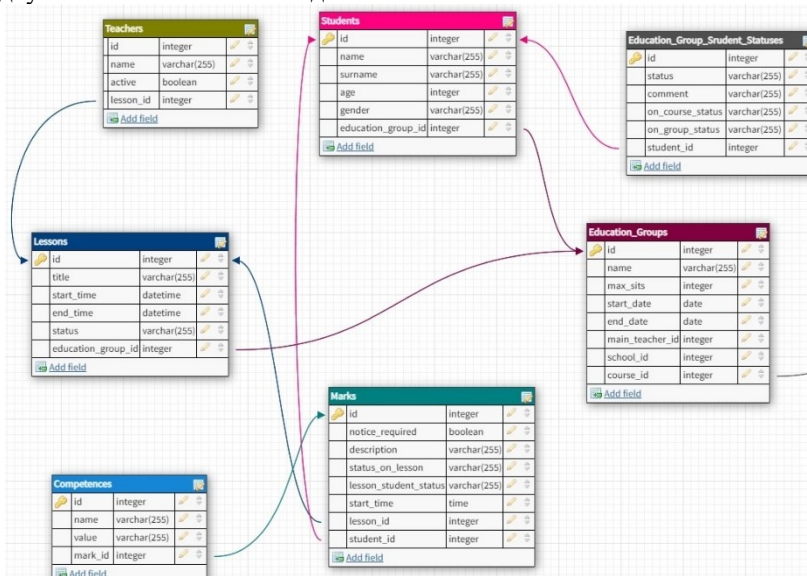 Teachers
id integer
name varchar(255)
active boolean
lesson_id integer
Add field
Students
id integer
name varchar(255)
surname varchar(255)
age integer
gender varchar(255)
education_group_id integer
Add field
Education_Group_Srudent_Statuses
id integer
status varchar(255)
comment varchar(255)
on_course_status varchar(255)
on_group_status varchar(255)
student_id integer
Add field
Lessons
id integer
title varchar(255)
start_time datetime
end_time datetime
status varchar(255)
education_group_id integer
Add field
Education_Groups
id integer
name varchar(255)
max_sits integer
start_date date
end_date date
main_teacher_id integer
school_id integer
course_id integer
Add field
Marks
id integer
notice_required boolean
description varchar(255)
status_on_lesson varchar(255)
lesson_student_status varchar(255)
start_time time
lesson_id integer
student_id integer
Add field
Competences
id integer
name varchar(255)
value varchar(255)
mark_id integer
Add field